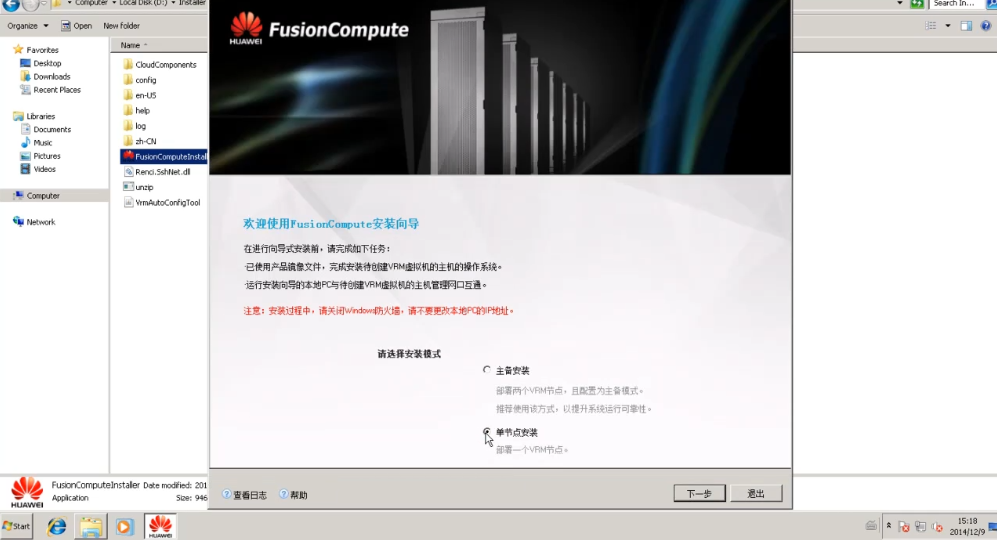 Computer ▸ Local Disk (D:) ▸ Installer
Search In...
Organize
Open
New folder
Favorites
Desktop
Downloads
Recent Places
Libraries
Documents
Music
Pictures
Videos
Computer
Network
Name
CloudComponents
config
en-US
help
log
zh-CN
FusionComputeInstall
Renci.SshNet.dll
unzip
VrmAutoConfigTool
HUAWEI
FusionCompute
欢迎使用FusionCompute安装向导
在进行向导式安装前，请完成如下任务：
·已使用产品镜像文件，完成安装待创建VRM虚拟机的主机的操作系统。
·运行安装向导的本地PC与待创建VRM虚拟机的主机管理网口互通。
注意：安装过程中，请关闭Windows防火墙，请不要更改本地PC的IP地址。
请选择安装模式
主备安装
部署两个VRM节点，且配置为主备模式。
推荐使用该方式，以提升系统运行可靠性。
单节点安装
部署一个VRM节点。
查看日志
帮助
下一步
退出
HUAWEI
FusionComputeInstaller Date modified: 201
Application Size: 946
Start
HUAWEI
15:18
2014/12/9